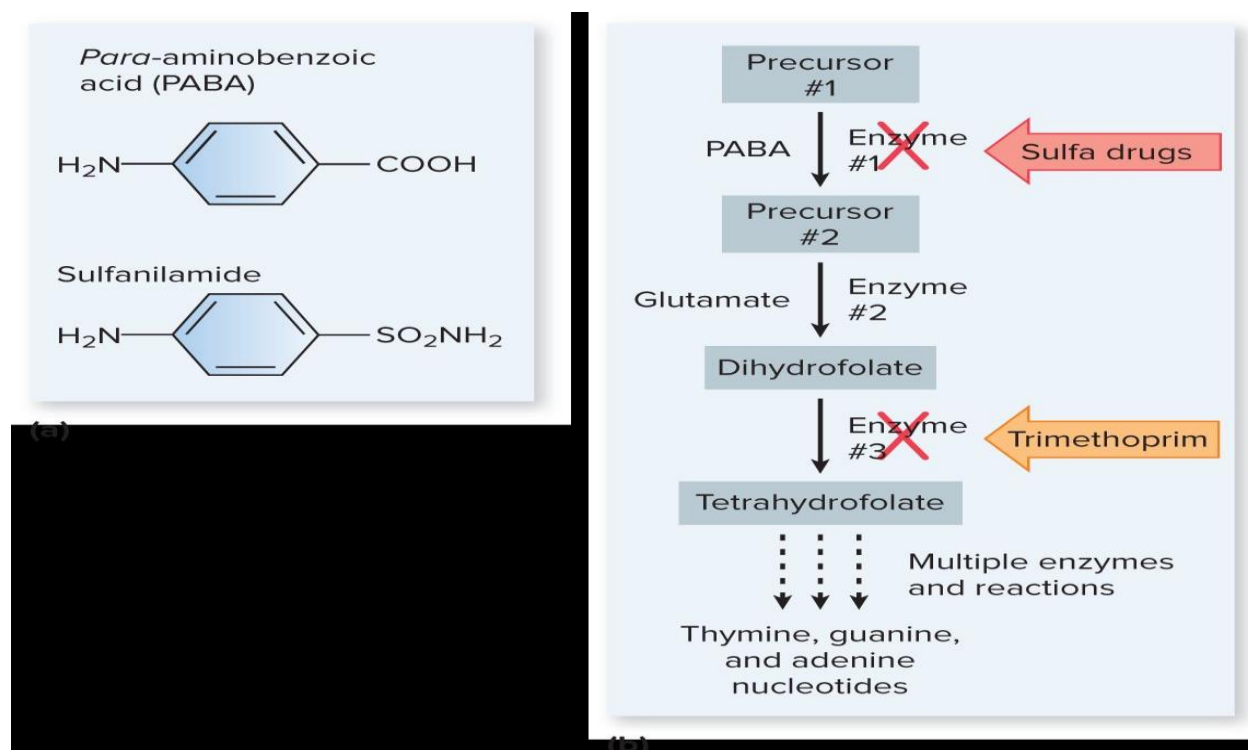 Para-aminobenzoic
acid (PABA)
H₂N
COOH
Sulfanilamide
H₂N
SO₂NH₂
(a)
Precursor
#1
PABA
Enzyme
#1
Sulfa drugs
Precursor
#2
Glutamate
Enzyme
#2
Dihydrofolate
Enzyme
#3
Trimethoprim
Tetrahydrofolate
Multiple enzymes
and reactions
Thymine, guanine,
and adenine
nucleotides
(b)